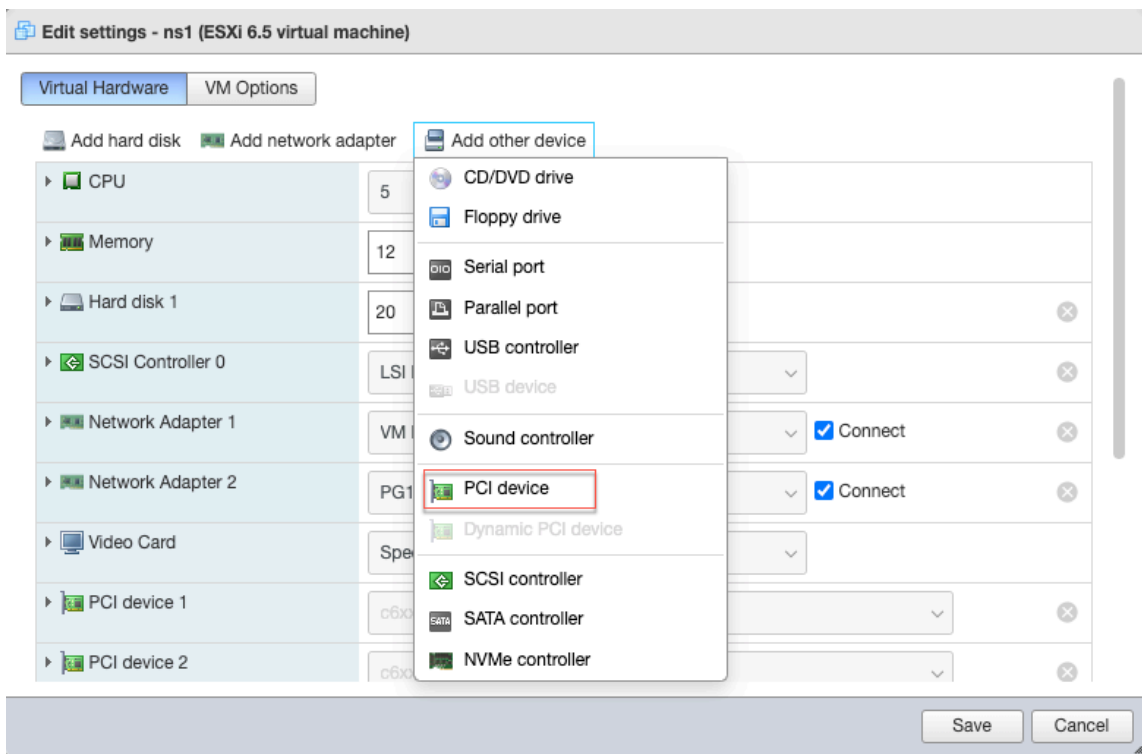 Edit settings - ns1 (ESXi 6.5 virtual machine)
Virtual Hardware VM Options
Add hard disk Add network adapter Add other device
CPU 5
CD/DVD drive
Floppy drive
Memory 12
Serial port
Hard disk 1 20
Parallel port
USB controller
SCSI Controller 0 LSI
USB device
Network Adapter 1 VM Connect
Sound controller
Network Adapter 2 PG1 Connect
PCI device
Dynamic PCI device
Video Card Spe
SCSI controller
PCI device 1 c6x
SATA controller
NVMe controller
PCI device 2 c6x
Save Cancel